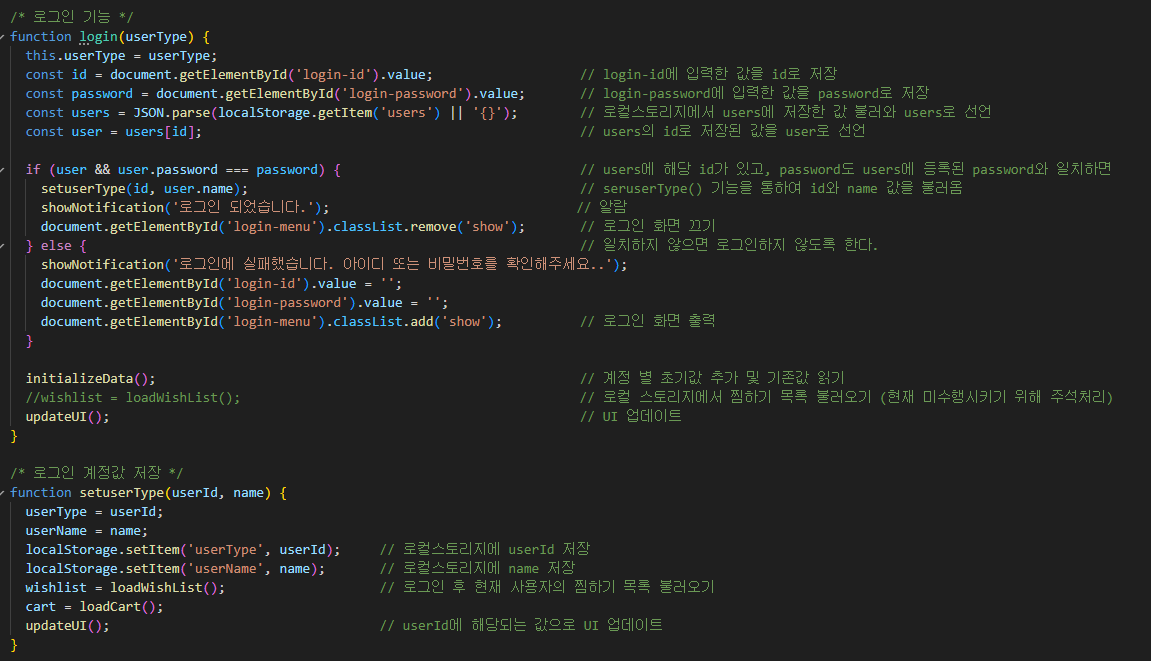 /* 로그인 기능 */
function login(userType) {
this.userType = userType;
const id = document.getElementById('login-id').value; // login-id에 입력한 값을 id로 저장
const password = document.getElementById('login-password').value; // login-password에 입력한 값을 password로 저장
const users = JSON.parse(localStorage.getItem('users') || '{}'); // 로컬스토리지에서 users에 저장한 값 불러와 users로 선언
const user = users[id]; // users의 id로 저장된 값을 user로 선언
if (user && user.password === password) { // users에 해당 id가 있고, password도 users에 등록된 password와 일치하면
setuserType(id, user.name); // seruserType() 기능을 통하여 id와 name 값을 불러옴
showNotification('로그인 되었습니다.'); // 알람
document.getElementById('login-menu').classList.remove('show'); // 로그인 화면 끄기
} else { // 일치하지 않으면 로그인하지 않도록 한다.
showNotification('로그인에 실패했습니다. 아이디 또는 비밀번호를 확인해주세요..');
document.getElementById('login-id').value = '';
document.getElementById('login-password').value = '';
document.getElementById('login-menu').classList.add('show'); // 로그인 화면 출력
}
initializeData(); // 계정 별 초기값 추가 및 기존값 읽기
//wishlist = loadWishList(); // 로컬 스토리지에서 찜하기 목록 불러오기 (현재 미수행시키기 위해 주석처리)
updateUI(); // UI 업데이트
}
/* 로그인 계정값 저장 */
function setuserType(userId, name) {
userType = userId;
userName = name;
localStorage.setItem('userType', userId); // 로컬스토리지에 userId 저장
localStorage.setItem('userName', name); // 로컬스토리지에 name 저장
wishlist = loadWishList(); // 로그인 후 현재 사용자의 찜하기 목록 불러오기
cart = loadCart();
updateUI(); // userId에 해당되는 값으로 UI 업데이트
}